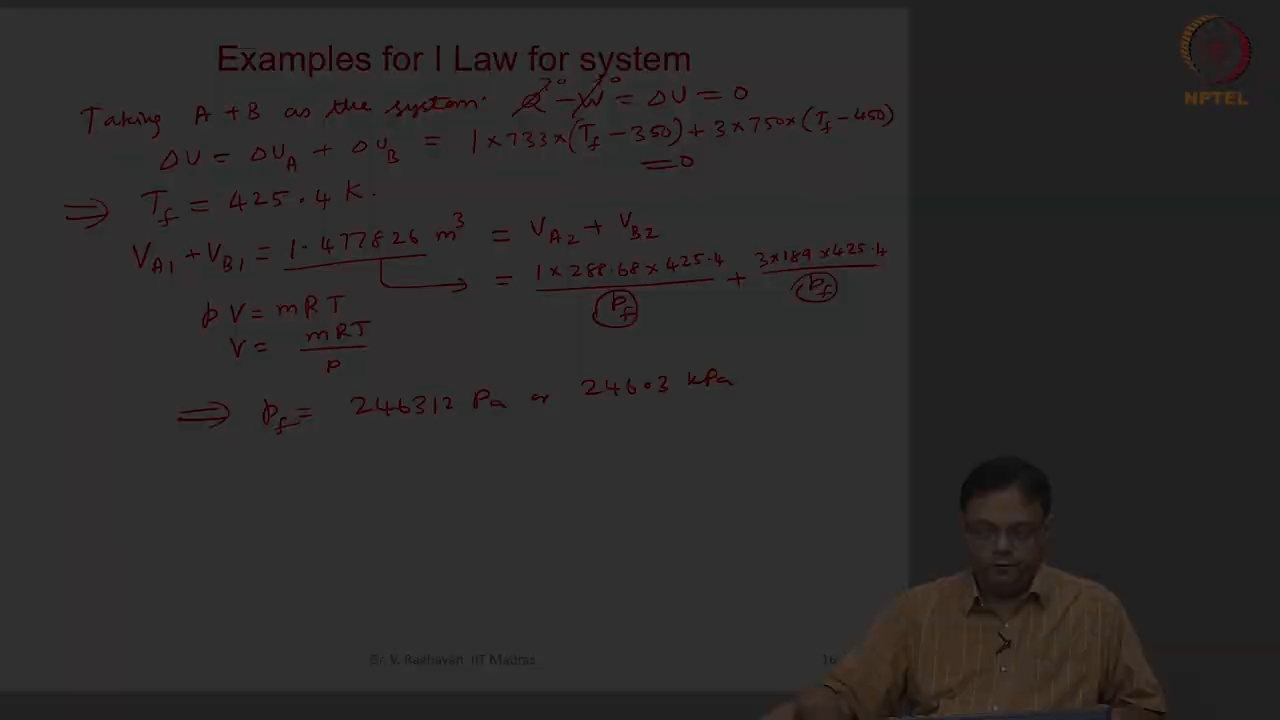 Examples for I Law for system
NPTEL
Taking A + B as the system: Q→0 - W→0 = ΔU = 0
ΔU = ΔU_A + ΔU_B = 1 × 733 × (T_f - 350) + 3 × 750 × (T_f - 450)
= 0
⟹ T_f = 425.4 K.
V_A1 + V_B1 = 1.477826 m³ = V_A2 + V_B2
= 1 × 288.68 × 425.4 / p_f + 3 × 189 × 425.4 / p_f
p V = m R T
V = m R T / p
⟹ p_f = 246312 Pa or 246.3 kPa
Dr. V. Raghavan IIT Madras
16